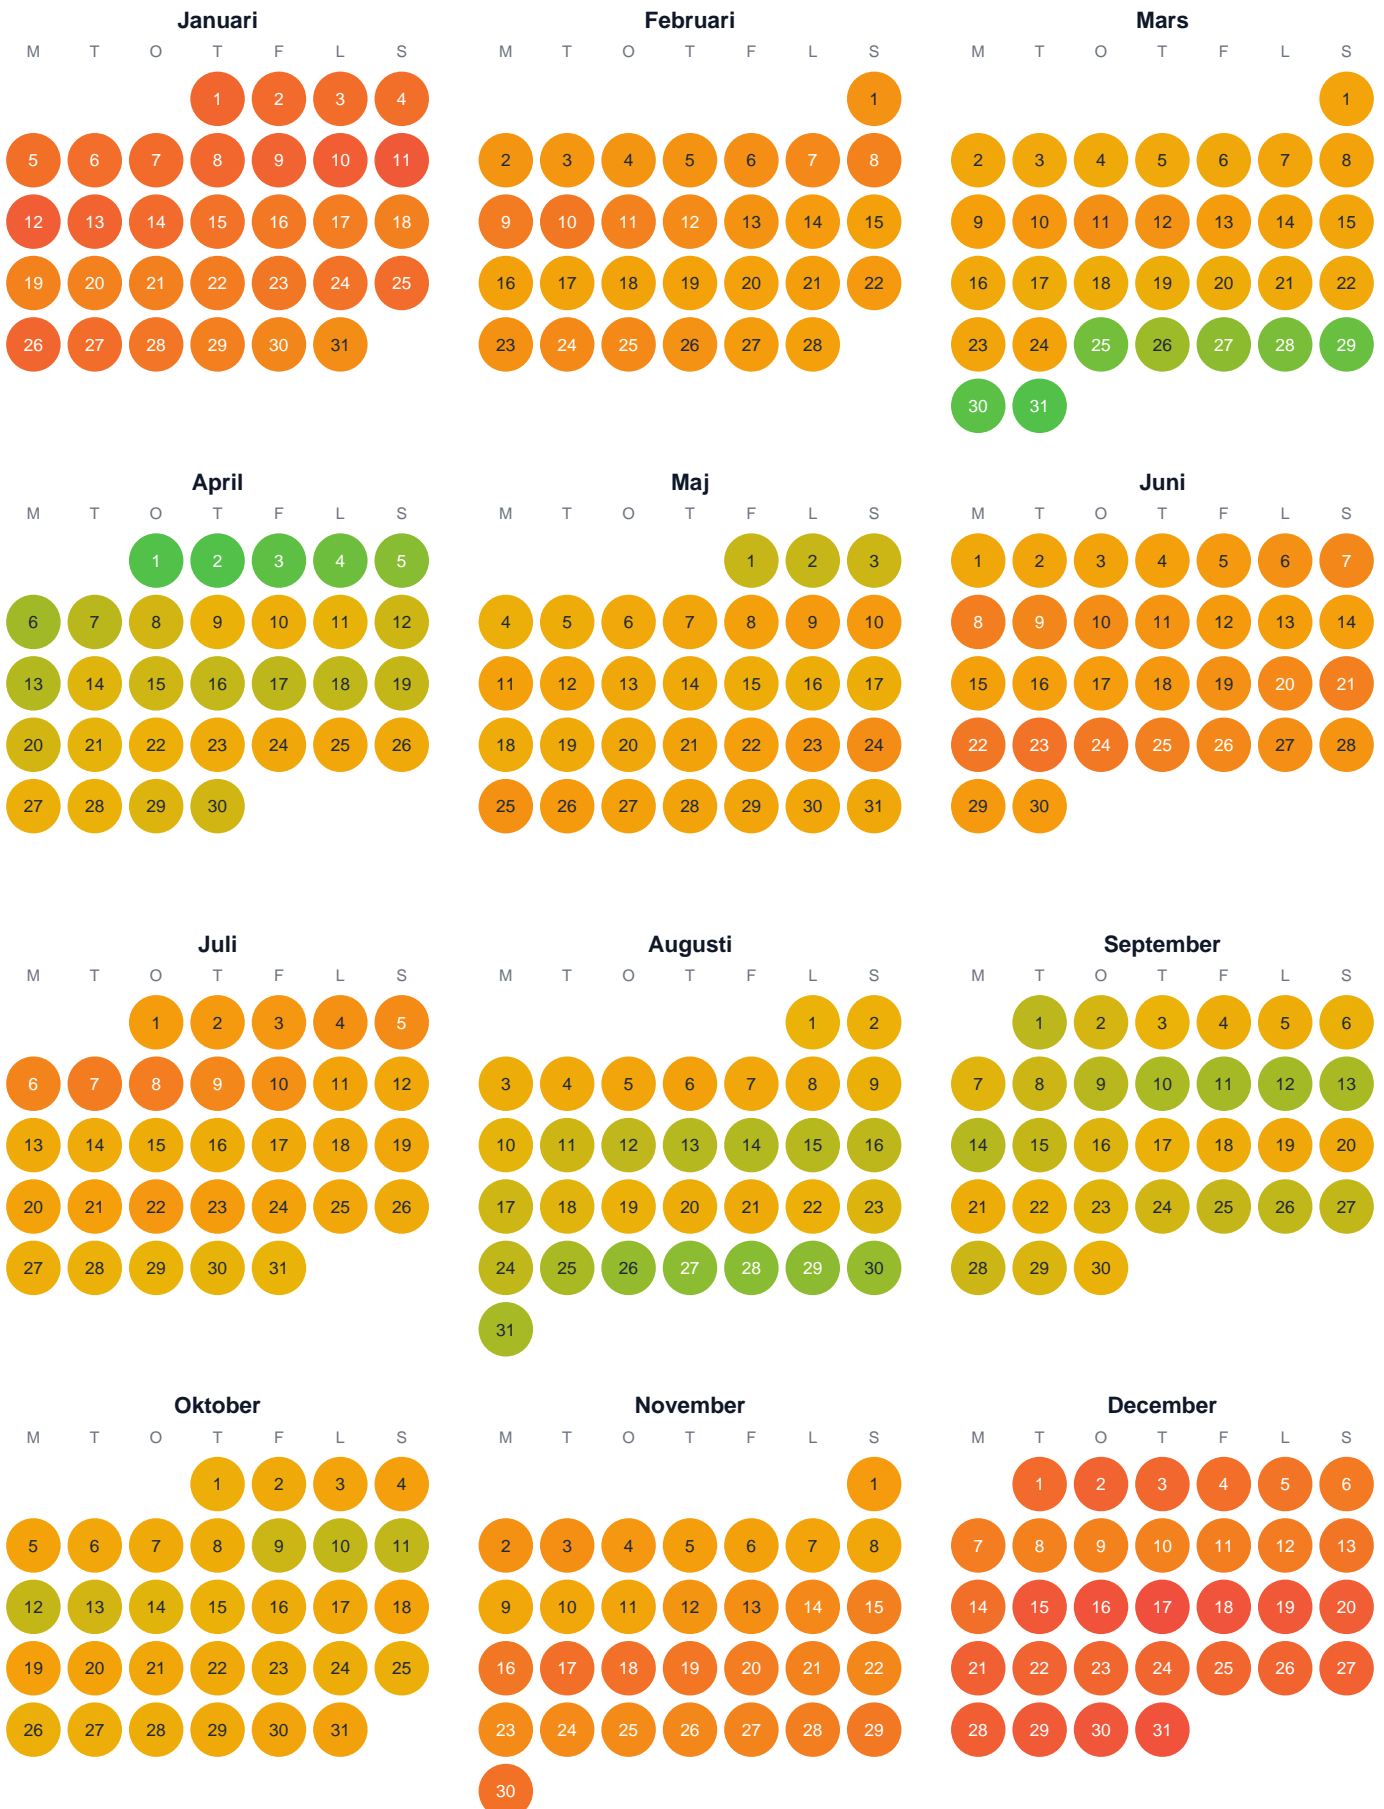 Januari Februari Mars
M T O T F L S M T O T F L S M T O T F L S
1 2 3 4 1 1
5 6 7 8 9 10 11 2 3 4 5 6 7 8 2 3 4 5 6 7 8
12 13 14 15 16 17 18 9 10 11 12 13 14 15 9 10 11 12 13 14 15
19 20 21 22 23 24 25 16 17 18 19 20 21 22 16 17 18 19 20 21 22
26 27 28 29 30 31 23 24 25 26 27 28 23 24 25 26 27 28 29
30 31
April Maj Juni
M T O T F L S M T O T F L S M T O T F L S
1 2 3 4 5 1 2 3 1 2 3 4 5 6 7
6 7 8 9 10 11 12 4 5 6 7 8 9 10 8 9 10 11 12 13 14
13 14 15 16 17 18 19 11 12 13 14 15 16 17 15 16 17 18 19 20 21
20 21 22 23 24 25 26 18 19 20 21 22 23 24 22 23 24 25 26 27 28
27 28 29 30 25 26 27 28 29 30 31 29 30
Juli Augusti September
M T O T F L S M T O T F L S M T O T F L S
1 2 3 4 5 1 2 1 2 3 4 5 6
6 7 8 9 10 11 12 3 4 5 6 7 8 9 7 8 9 10 11 12 13
13 14 15 16 17 18 19 10 11 12 13 14 15 16 14 15 16 17 18 19 20
20 21 22 23 24 25 26 17 18 19 20 21 22 23 21 22 23 24 25 26 27
27 28 29 30 31 24 25 26 27 28 29 30 28 29 30
31
Oktober November December
M T O T F L S M T O T F L S M T O T F L S
1 2 3 4 1 1 2 3 4 5 6
5 6 7 8 9 10 11 2 3 4 5 6 7 8 7 8 9 10 11 12 13
12 13 14 15 16 17 18 9 10 11 12 13 14 15 14 15 16 17 18 19 20
19 20 21 22 23 24 25 16 17 18 19 20 21 22 21 22 23 24 25 26 27
26 27 28 29 30 31 23 24 25 26 27 28 29 28 29 30 31
30